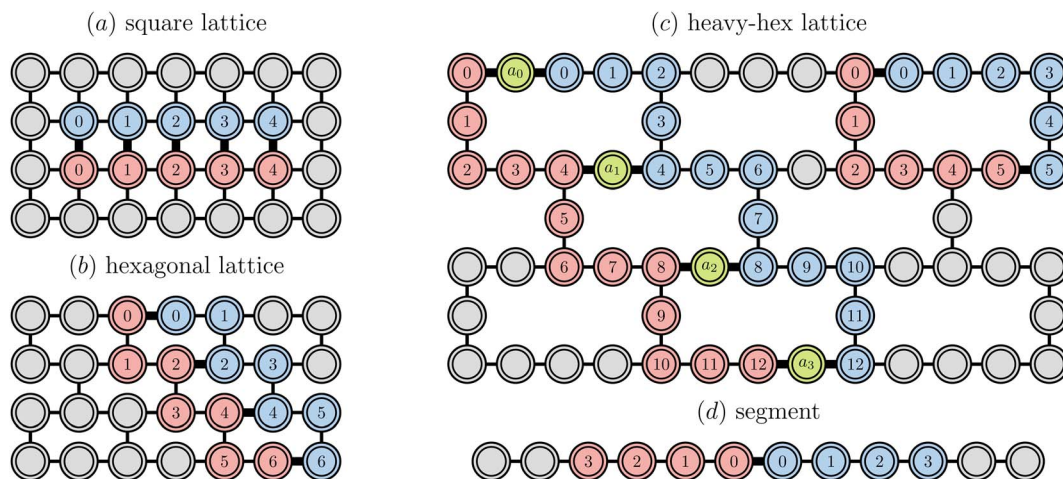 (a) square lattice
0 1 2 3 4
0 1 2 3 4
(b) hexagonal lattice
0 0 1
1 2 2 3
3 4 4 5
5 6 6
(c) heavy-hex lattice
0 a₀ 0 1 2 0 0 1 2 3
1 3 1 4
2 3 4 a₁ 4 5 6 2 3 4 5 5
5 7
6 7 8 a₂ 8 9 10
9 11
10 11 12 a₃ 12
(d) segment
3 2 1 0 0 1 2 3